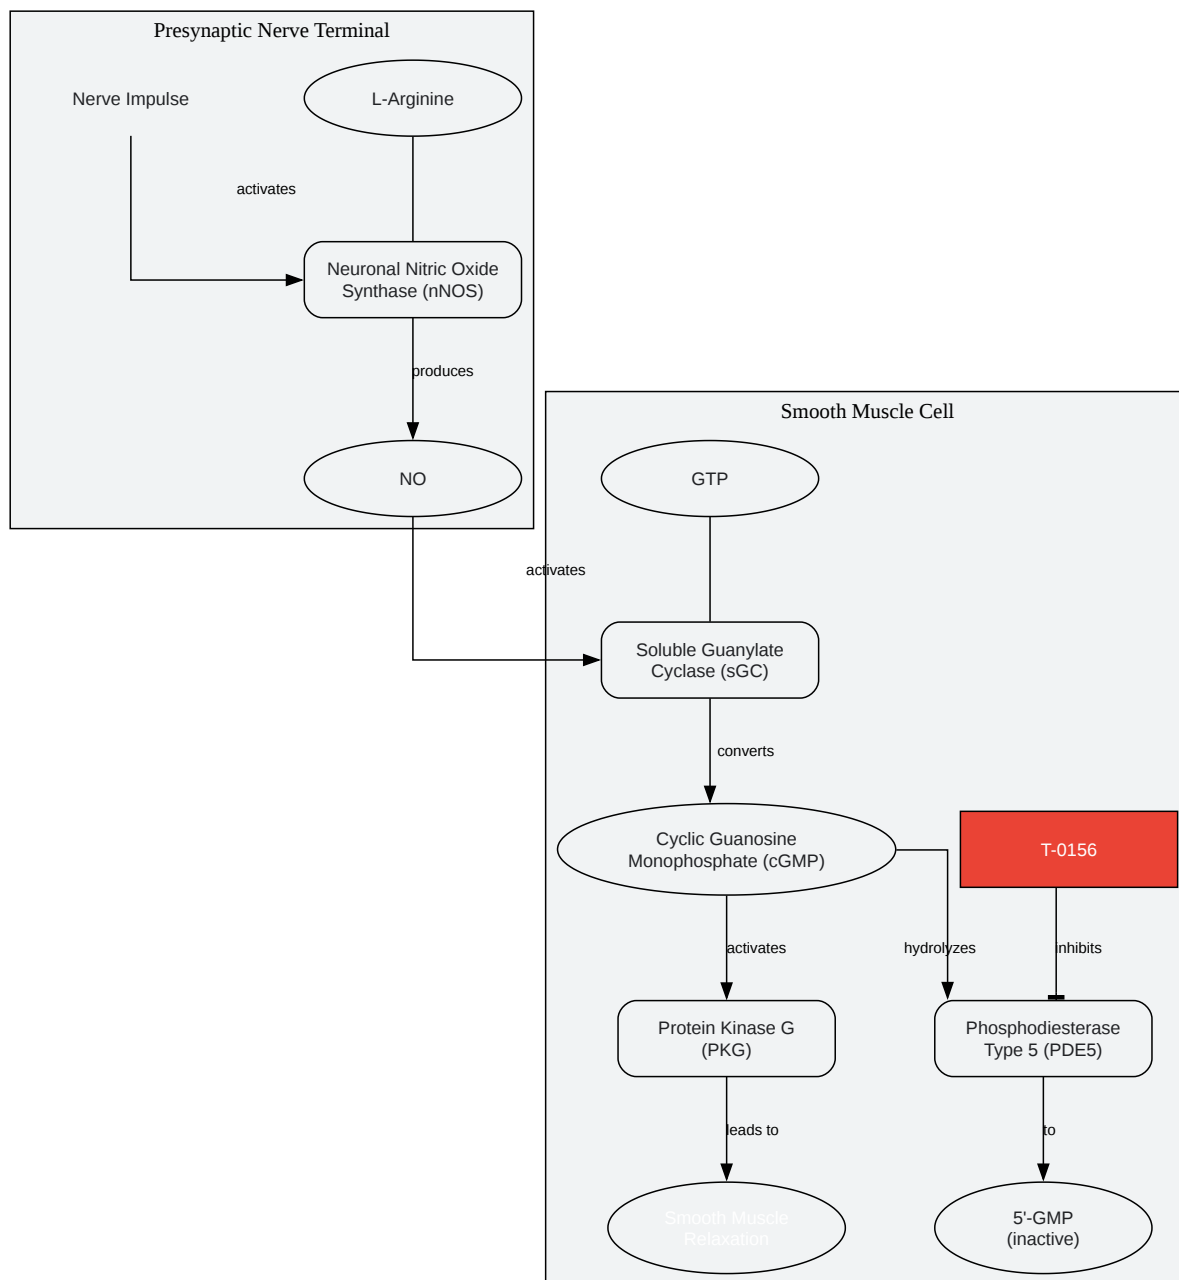 Presynaptic Nerve Terminal
Nerve Impulse
L-Arginine
activates
Neuronal Nitric Oxide
Synthase (nNOS)
produces
NO
Smooth Muscle Cell
GTP
activates
Soluble Guanylate
Cyclase (sGC)
converts
Cyclic Guanosine
Monophosphate (cGMP)
T-0156
activates
hydrolyzes
inhibits
Protein Kinase G
(PKG)
Phosphodiesterase
Type 5 (PDE5)
leads to
to
Smooth Muscle
Relaxation
5'-GMP
(inactive)